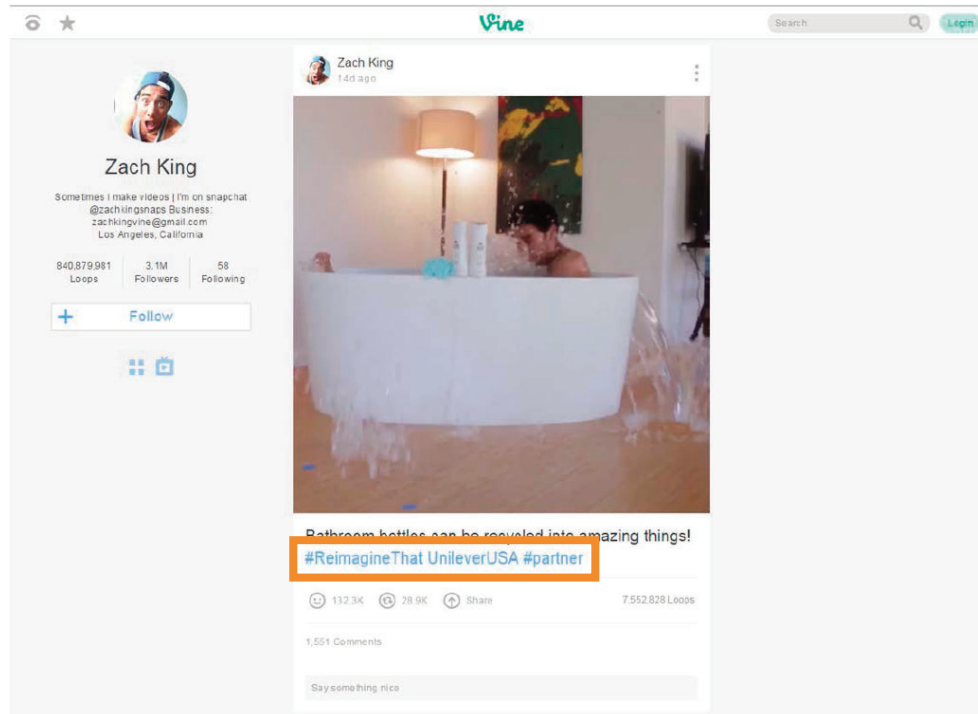 Vine
Search
Login
Zach King
Sometimes I make videos | I'm on snapchat
@zachkingsnaps Business:
zachkingvine@gmail.com
Los Angeles, California
840,879,981 3.1M 58
Loops Followers Following
+ Follow
Zach King
14d ago
Bathroom bottles can be recycled into amazing things!
#ReimagineThat UnileverUSA #partner
132.3K 28.9K Share 7,552,828 Loops
1,551 Comments
Say something nice